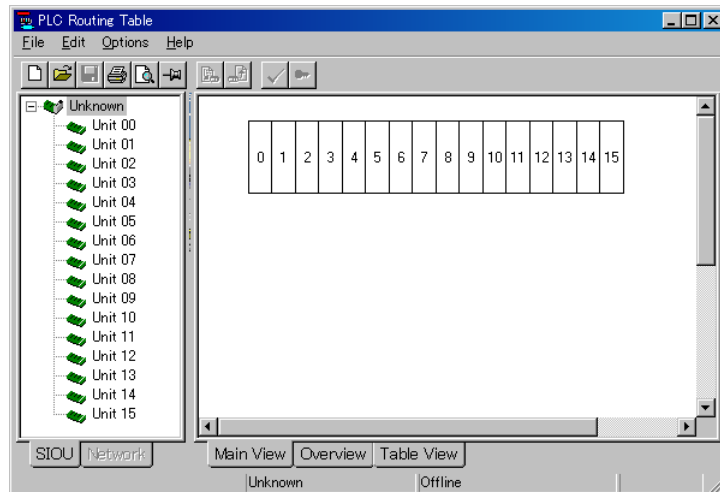 PLC Routing Table
File Edit Options Help
Unknown
Unit 00
Unit 01
Unit 02
Unit 03
Unit 04
Unit 05
Unit 06
Unit 07
Unit 08
Unit 09
Unit 10
Unit 11
Unit 12
Unit 13
Unit 14
Unit 15
0 1 2 3 4 5 6 7 8 9 10 11 12 13 14 15
SIOU Network Main View Overview Table View
Unknown Offline